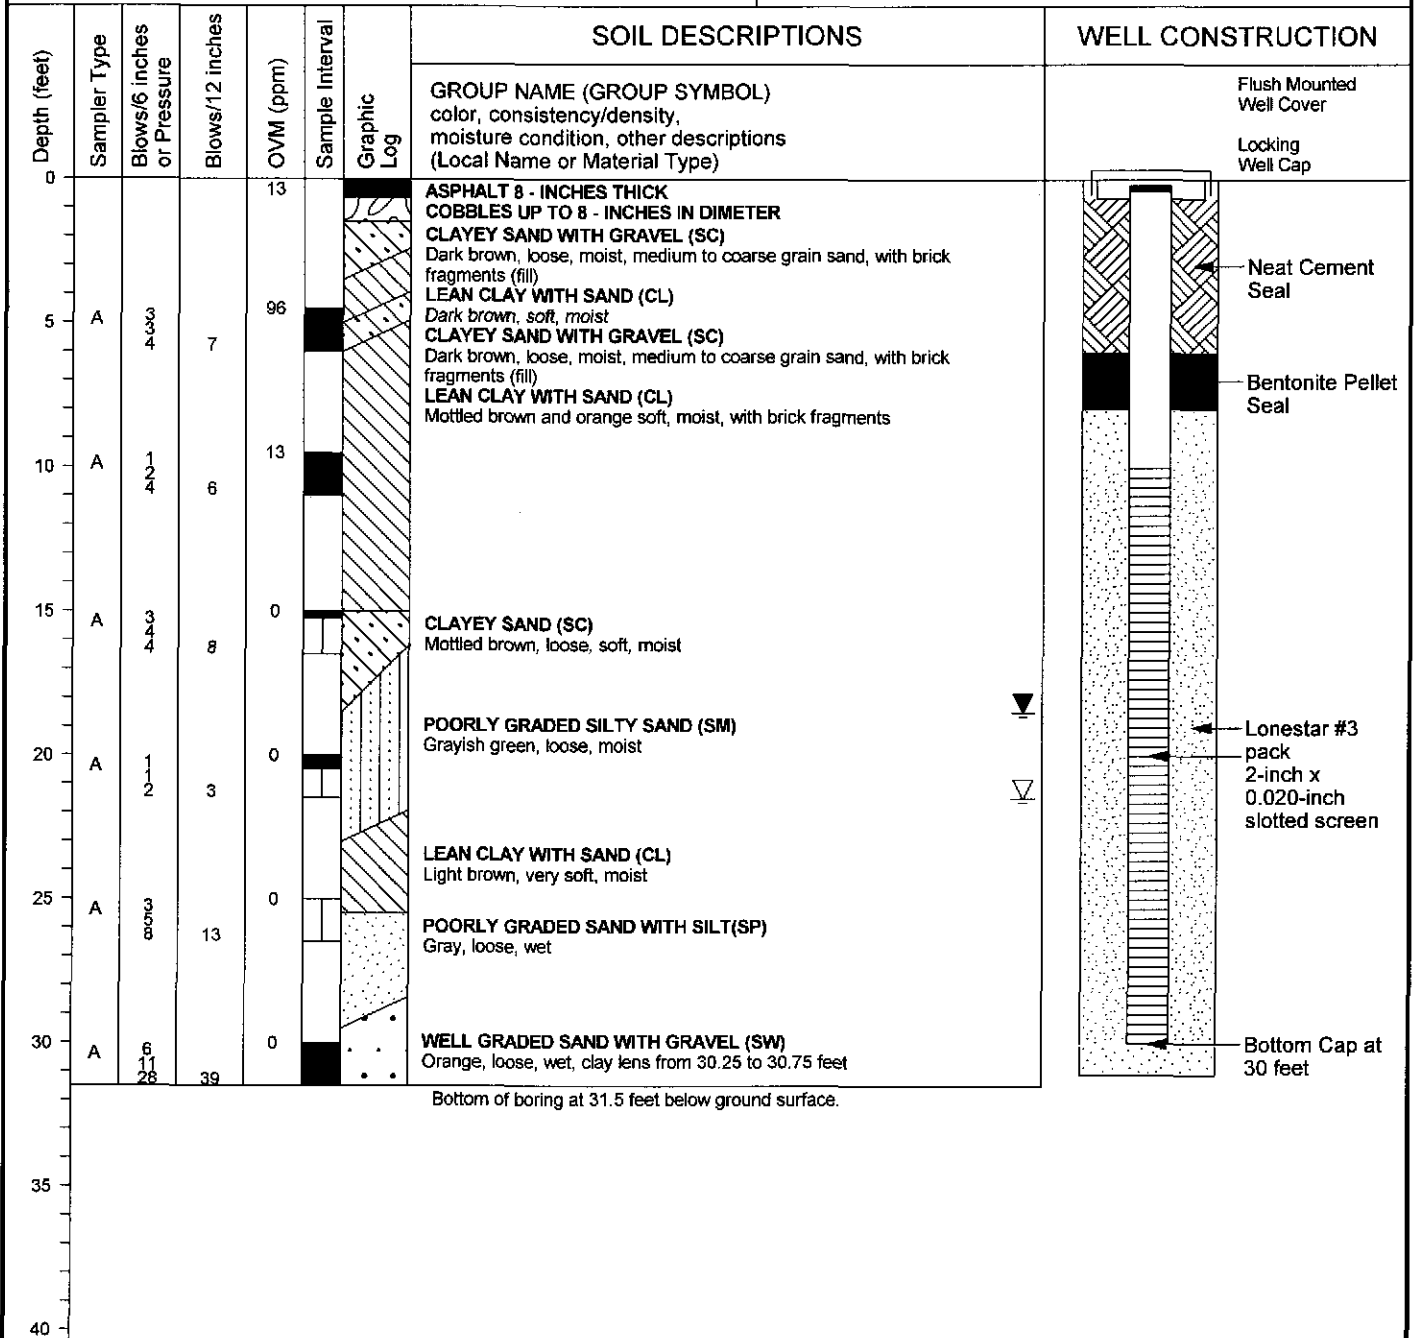 Depth (feet)
Sampler Type
Blows/6 inches
or Pressure
Blows/12 inches
OVM (ppm)
Sample Interval
Graphic
Log
SOIL DESCRIPTIONS
GROUP NAME (GROUP SYMBOL)
color, consistency/density,
moisture condition, other descriptions
(Local Name or Material Type)
WELL CONSTRUCTION
Flush Mounted
Well Cover
Locking
Well Cap
0
13
ASPHALT 8 - INCHES THICK
COBBLES UP TO 8 - INCHES IN DIMETER
CLAYEY SAND WITH GRAVEL (SC)
Dark brown, loose, moist, medium to coarse grain sand, with brick
fragments (fill)
Neat Cement
Seal
LEAN CLAY WITH SAND (CL)
Dark brown, soft, moist
5
A
3
3
4
7
96
CLAYEY SAND WITH GRAVEL (SC)
Dark brown, loose, moist, medium to coarse grain sand, with brick
fragments (fill)
LEAN CLAY WITH SAND (CL)
Mottled brown and orange soft, moist, with brick fragments
Bentonite Pellet
Seal
10
A
1
2
4
6
13
15
A
3
4
4
8
0
CLAYEY SAND (SC)
Mottled brown, loose, soft, moist
POORLY GRADED SILTY SAND (SM)
Grayish green, loose, moist
Lonestar #3
pack
2-inch x
0.020-inch
slotted screen
20
A
1
1
2
3
0
LEAN CLAY WITH SAND (CL)
Light brown, very soft, moist
25
A
3
5
8
13
0
POORLY GRADED SAND WITH SILT(SP)
Gray, loose, wet
30
A
6
11
28
39
0
WELL GRADED SAND WITH GRAVEL (SW)
Orange, loose, wet, clay lens from 30.25 to 30.75 feet
Bottom Cap at
30 feet
Bottom of boring at 31.5 feet below ground surface.
35
40